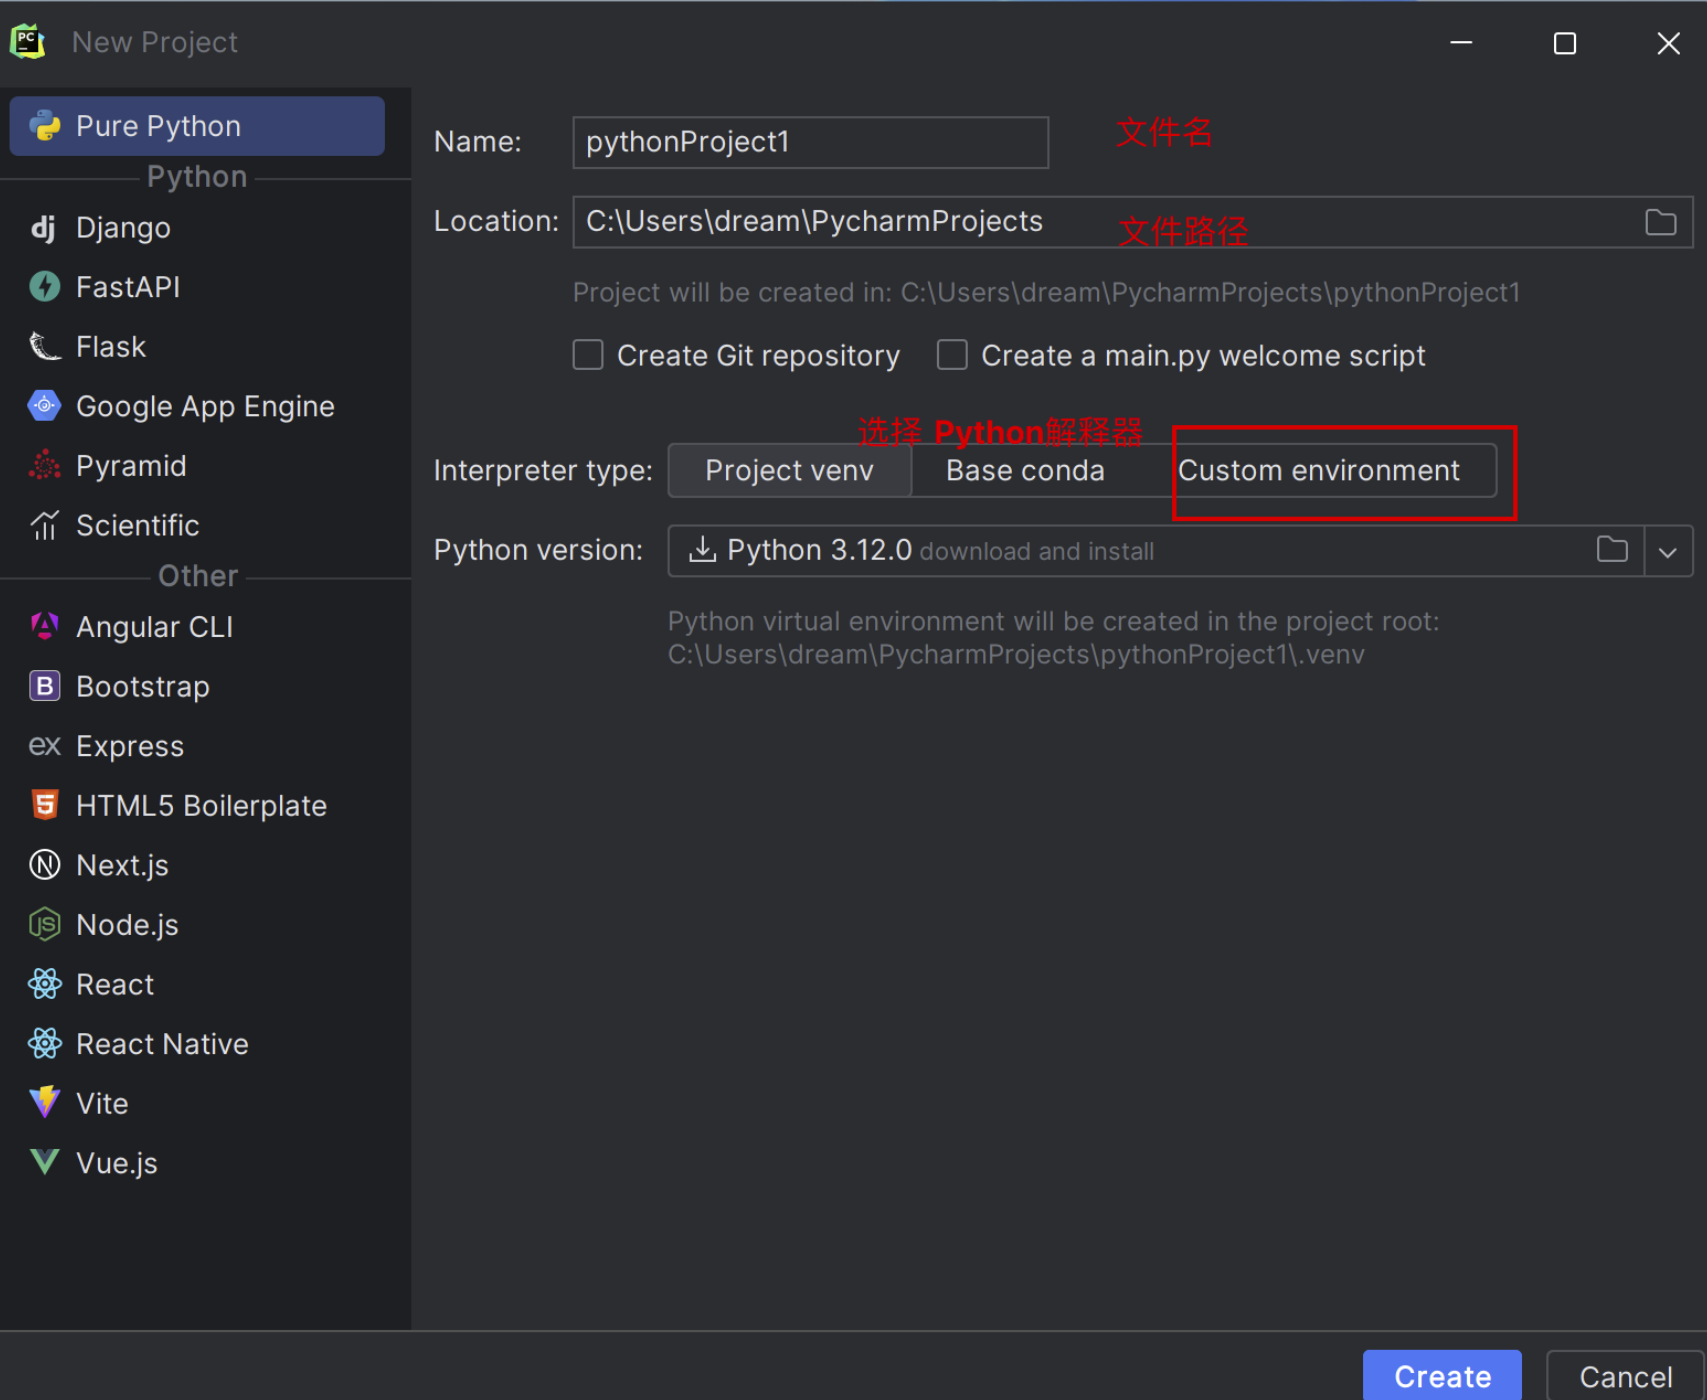 PC
New Project
Pure Python
Python
dj Django
FastAPI
Flask
Google App Engine
Pyramid
Scientific
Other
Angular CLI
B Bootstrap
ex Express
5 HTML5 Boilerplate
N Next.js
JS Node.js
React
React Native
Vite
Vue.js
Name: pythonProject1 文件名
Location: C:\Users\dream\PycharmProjects 文件路径
Project will be created in: C:\Users\dream\PycharmProjects\pythonProject1
Create Git repository Create a main.py welcome script
选择 Python解释器
Interpreter type: Project venv Base conda Custom environment
Python version: Python 3.12.0 download and install
Python virtual environment will be created in the project root:
C:\Users\dream\PycharmProjects\pythonProject1\.venv
Create Cancel